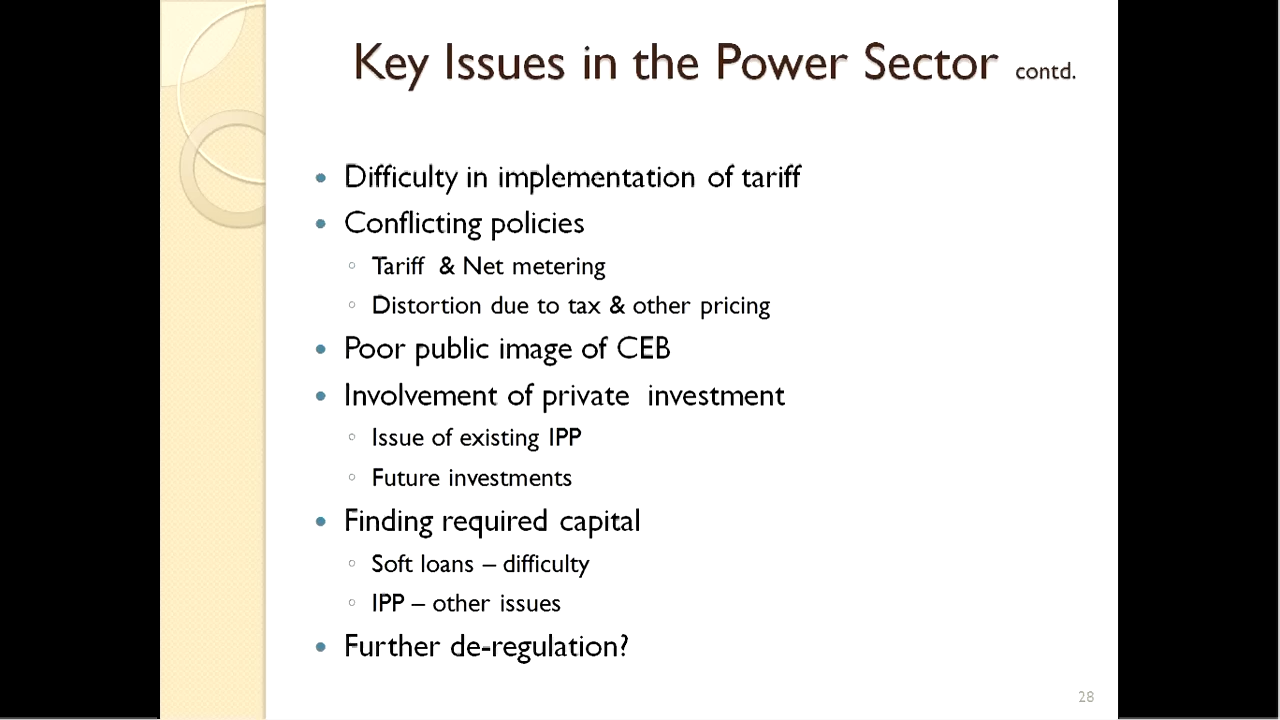 Key Issues in the Power Sector contd.
• Difficulty in implementation of tariff
• Conflicting policies
◦ Tariff & Net metering
◦ Distortion due to tax & other pricing
• Poor public image of CEB
• Involvement of private investment
◦ Issue of existing IPP
◦ Future investments
• Finding required capital
◦ Soft loans – difficulty
◦ IPP – other issues
• Further de-regulation?
28